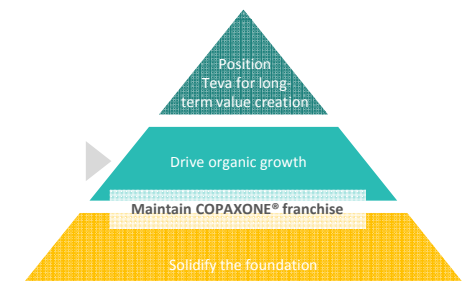 Position
Teva for long-
term value creation
Drive organic growth
Maintain COPAXONE® franchise
Solidify the foundation